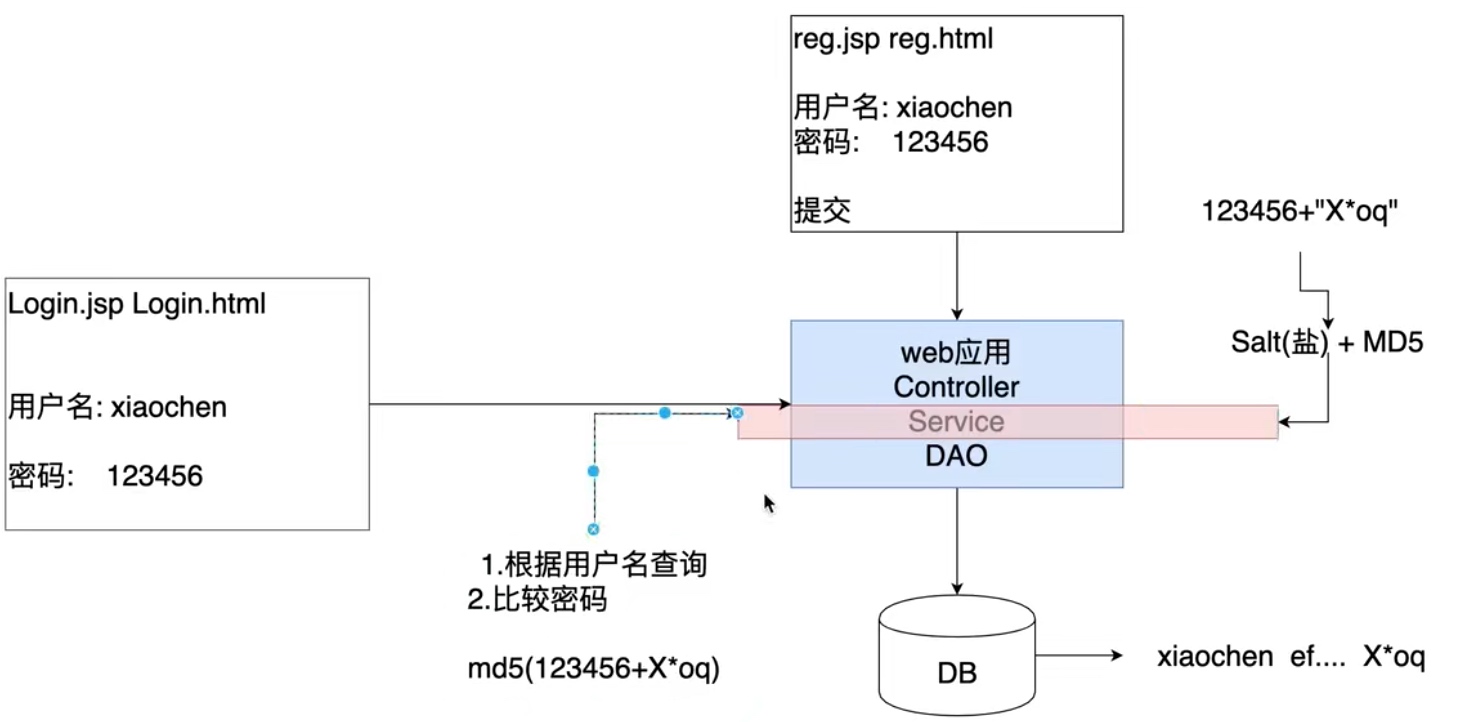 reg.jsp reg.html
用户名: xiaochen
密码: 123456
提交
123456+"X*oq"
Salt(盐) + MD5
Login.jsp Login.html
用户名: xiaochen
密码: 123456
web应用
Controller
Service
DAO
1.根据用户名查询
2.比较密码
md5(123456+X*oq)
DB
xiaochen ef.... X*oq